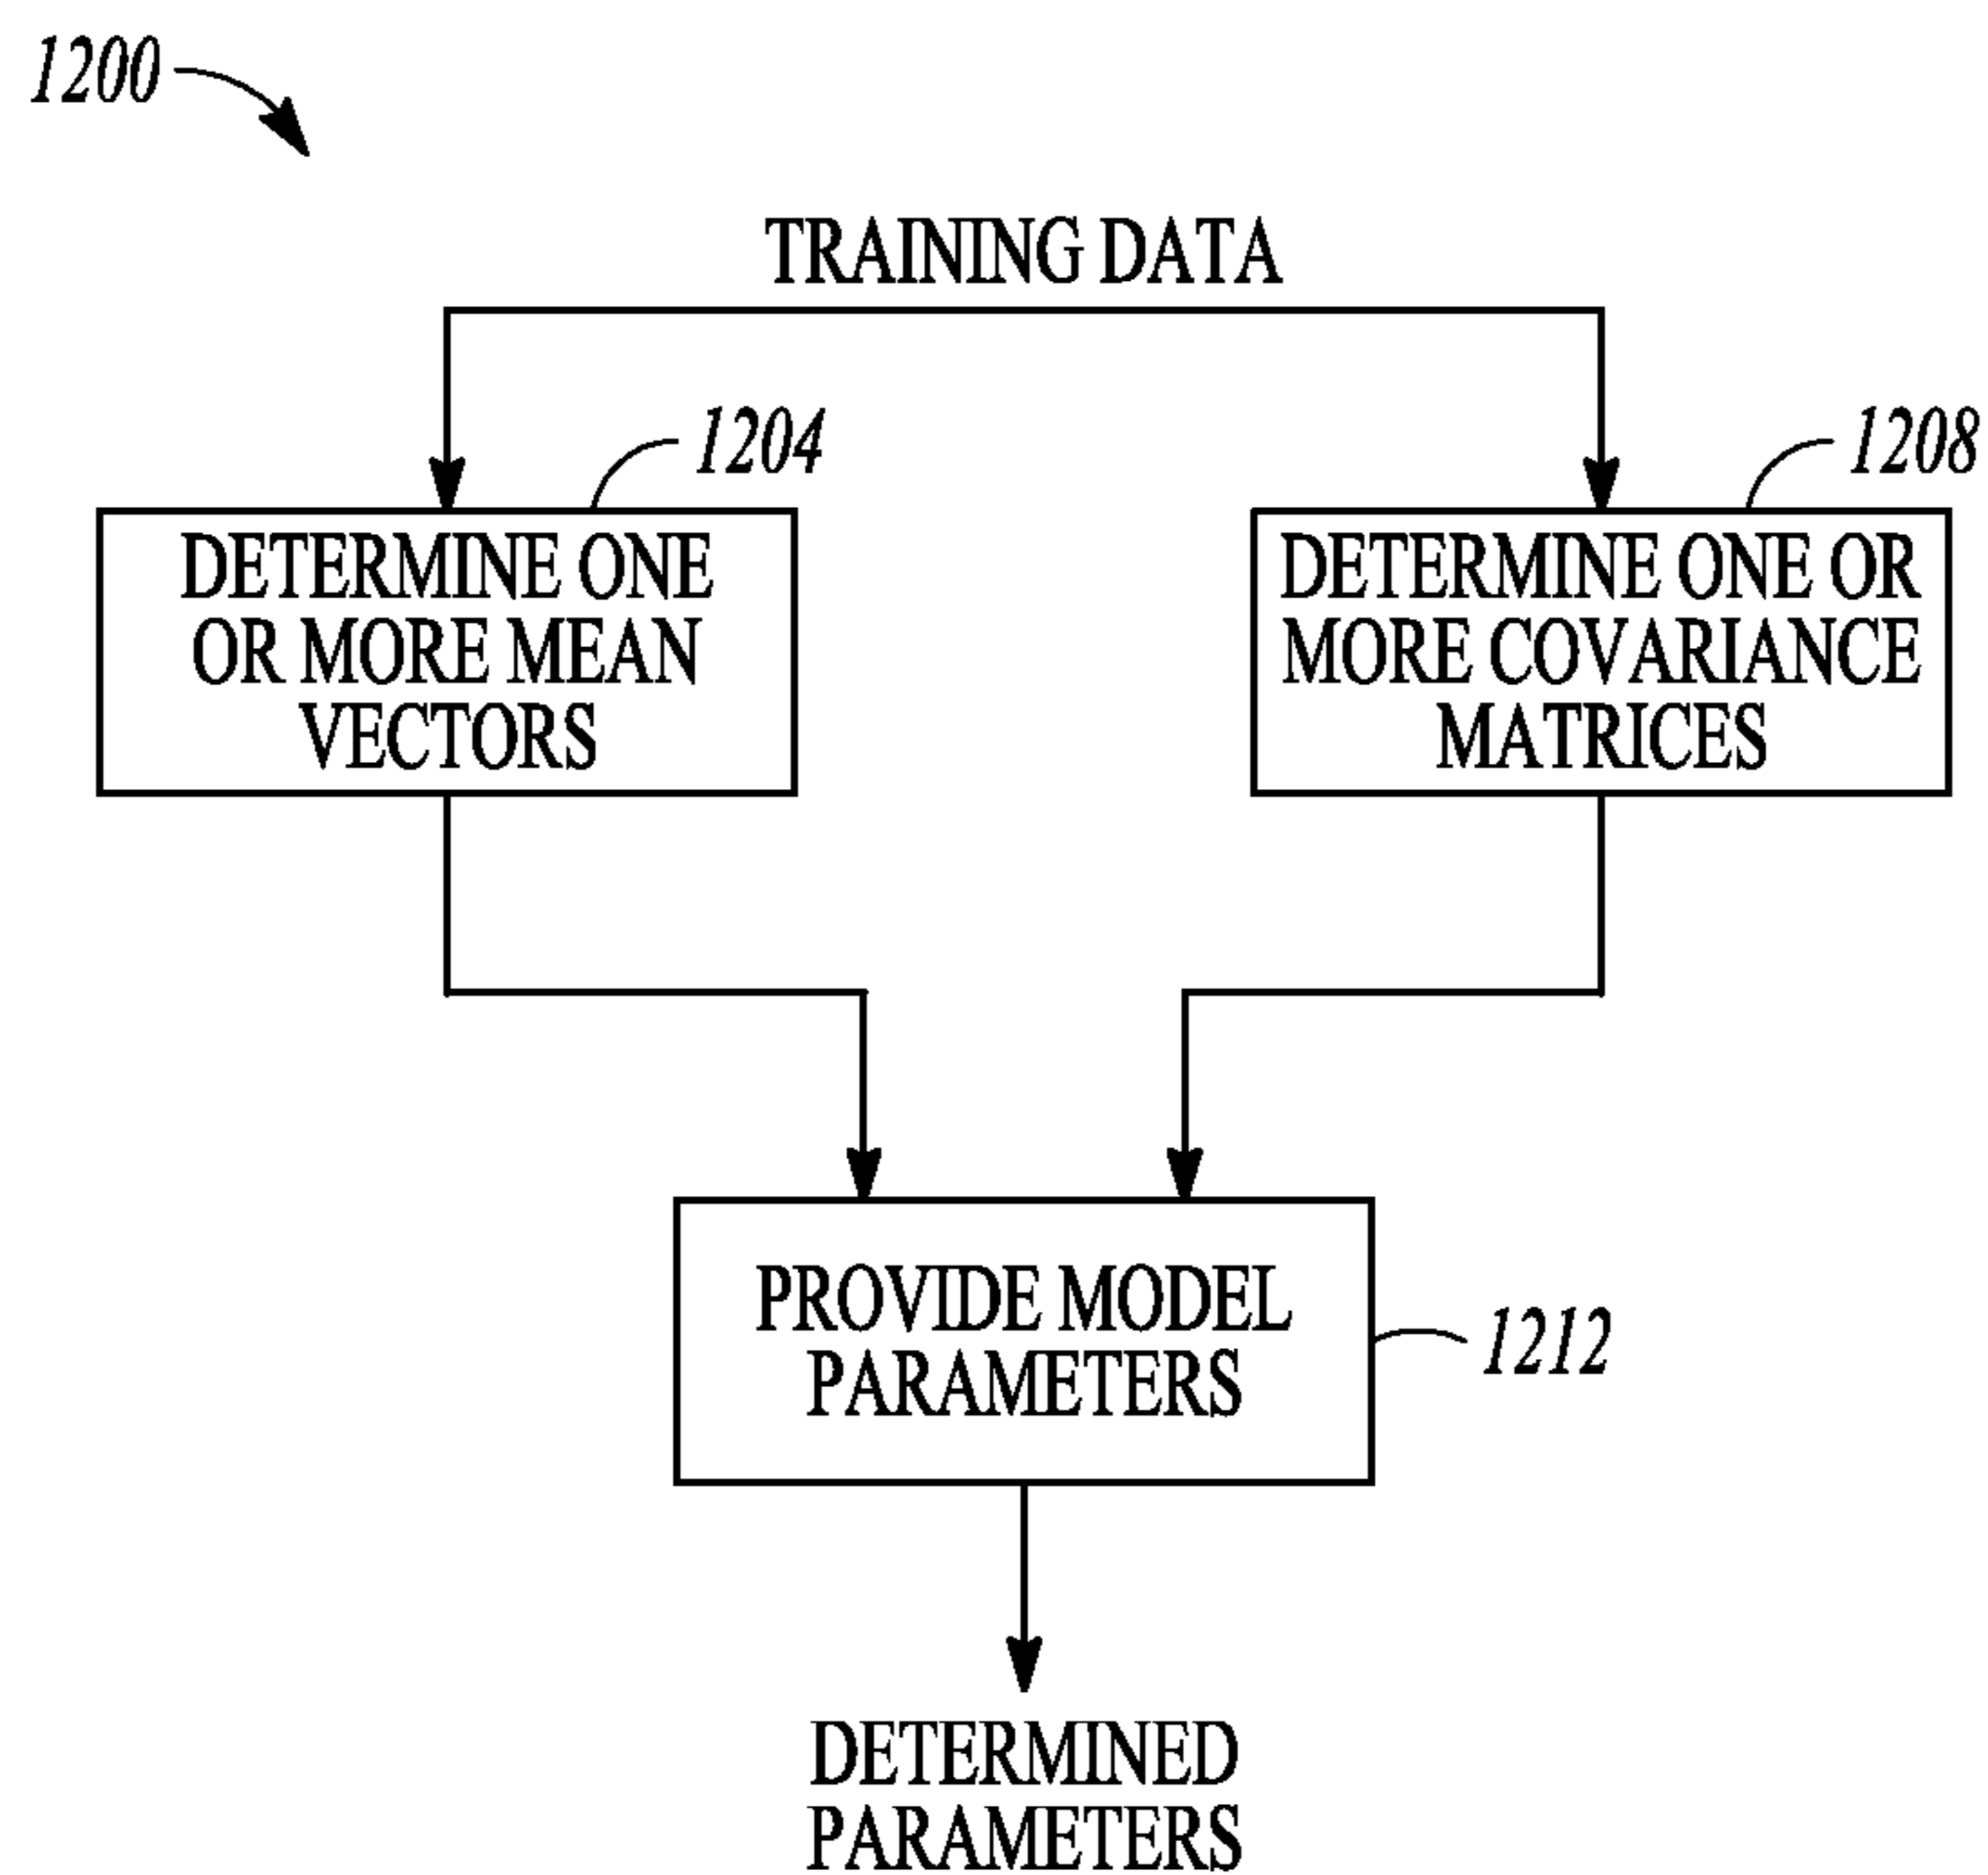 1200
TRAINING DATA
1204
1208
DETERMINE ONE
OR MORE MEAN
VECTORS
DETERMINE ONE OR
MORE COVARIANCE
MATRICES
PROVIDE MODEL
PARAMETERS
1212
DETERMINED
PARAMETERS